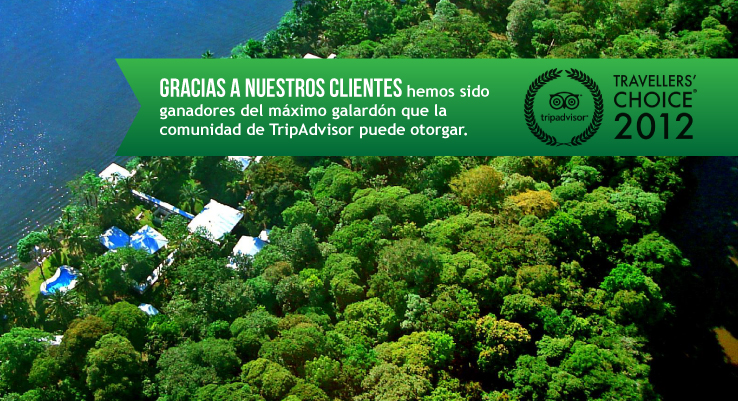 GRACIAS A NUESTROS CLIENTES hemos sido
ganadores del máximo galardón que la
comunidad de TripAdvisor puede otorgar.
tripadvisor®
TRAVELLERS'
CHOICE®
2012